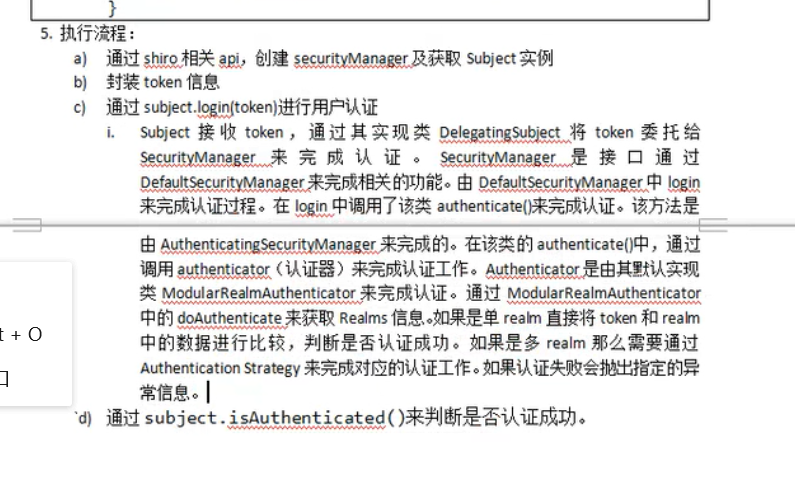 }
5. 执行流程：
a) 通过 shiro 相关 api，创建 securityManager 及获取 Subject 实例
b) 封装 token 信息
c) 通过 subject.login(token)进行用户认证
i. Subject 接收 token，通过其实现类 DelegatingSubject 将 token 委托给
SecurityManager 来完成认证。SecurityManager 是接口通过
DefaultSecurityManager 来完成相关的功能。由 DefaultSecurityManager 中 login
来完成认证过程。在 login 中调用了该类 authenticate()来完成认证。该方法是
由 AuthenticatingSecurityManager 来完成的。在该类的 authenticate()中，通过
调用 authenticator（认证器）来完成认证工作。Authenticator 是由其默认实现
类 ModularRealmAuthenticator 来完成认证。通过 ModularRealmAuthenticator
中的 doAuthenticate 来获取 Realms 信息。如果是单 realm 直接将 token 和 realm
中的数据进行比较，判断是否认证成功。如果是多 realm 那么需要通过
Authentication Strategy 来完成对应的认证工作。如果认证失败会抛出指定的异
常信息。
d) 通过 subject.isAuthenticated()来判断是否认证成功。
t + O